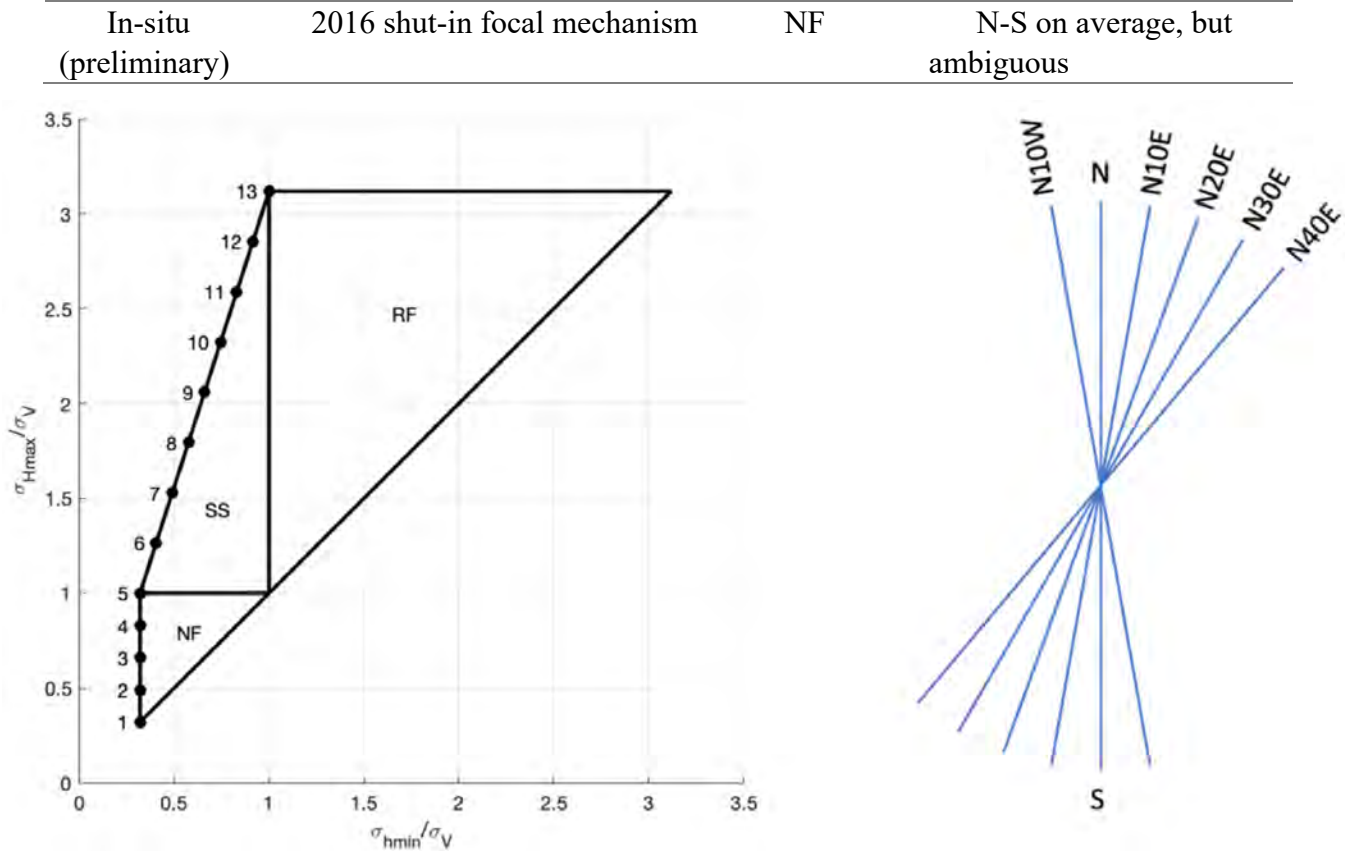 In-situ 2016 shut-in focal mechanism NF N-S on average, but
(preliminary) ambiguous
3.5
3
2.5
2
1.5
1
0.5
0
σHmax/σV
13
12
11
10
9
8
7
6
5
4
3
2
1
RF
SS
NF
0 0.5 1 1.5 2 2.5 3 3.5
σhmin/σV
N10W
N
N10E
N20E
N30E
N40E
S